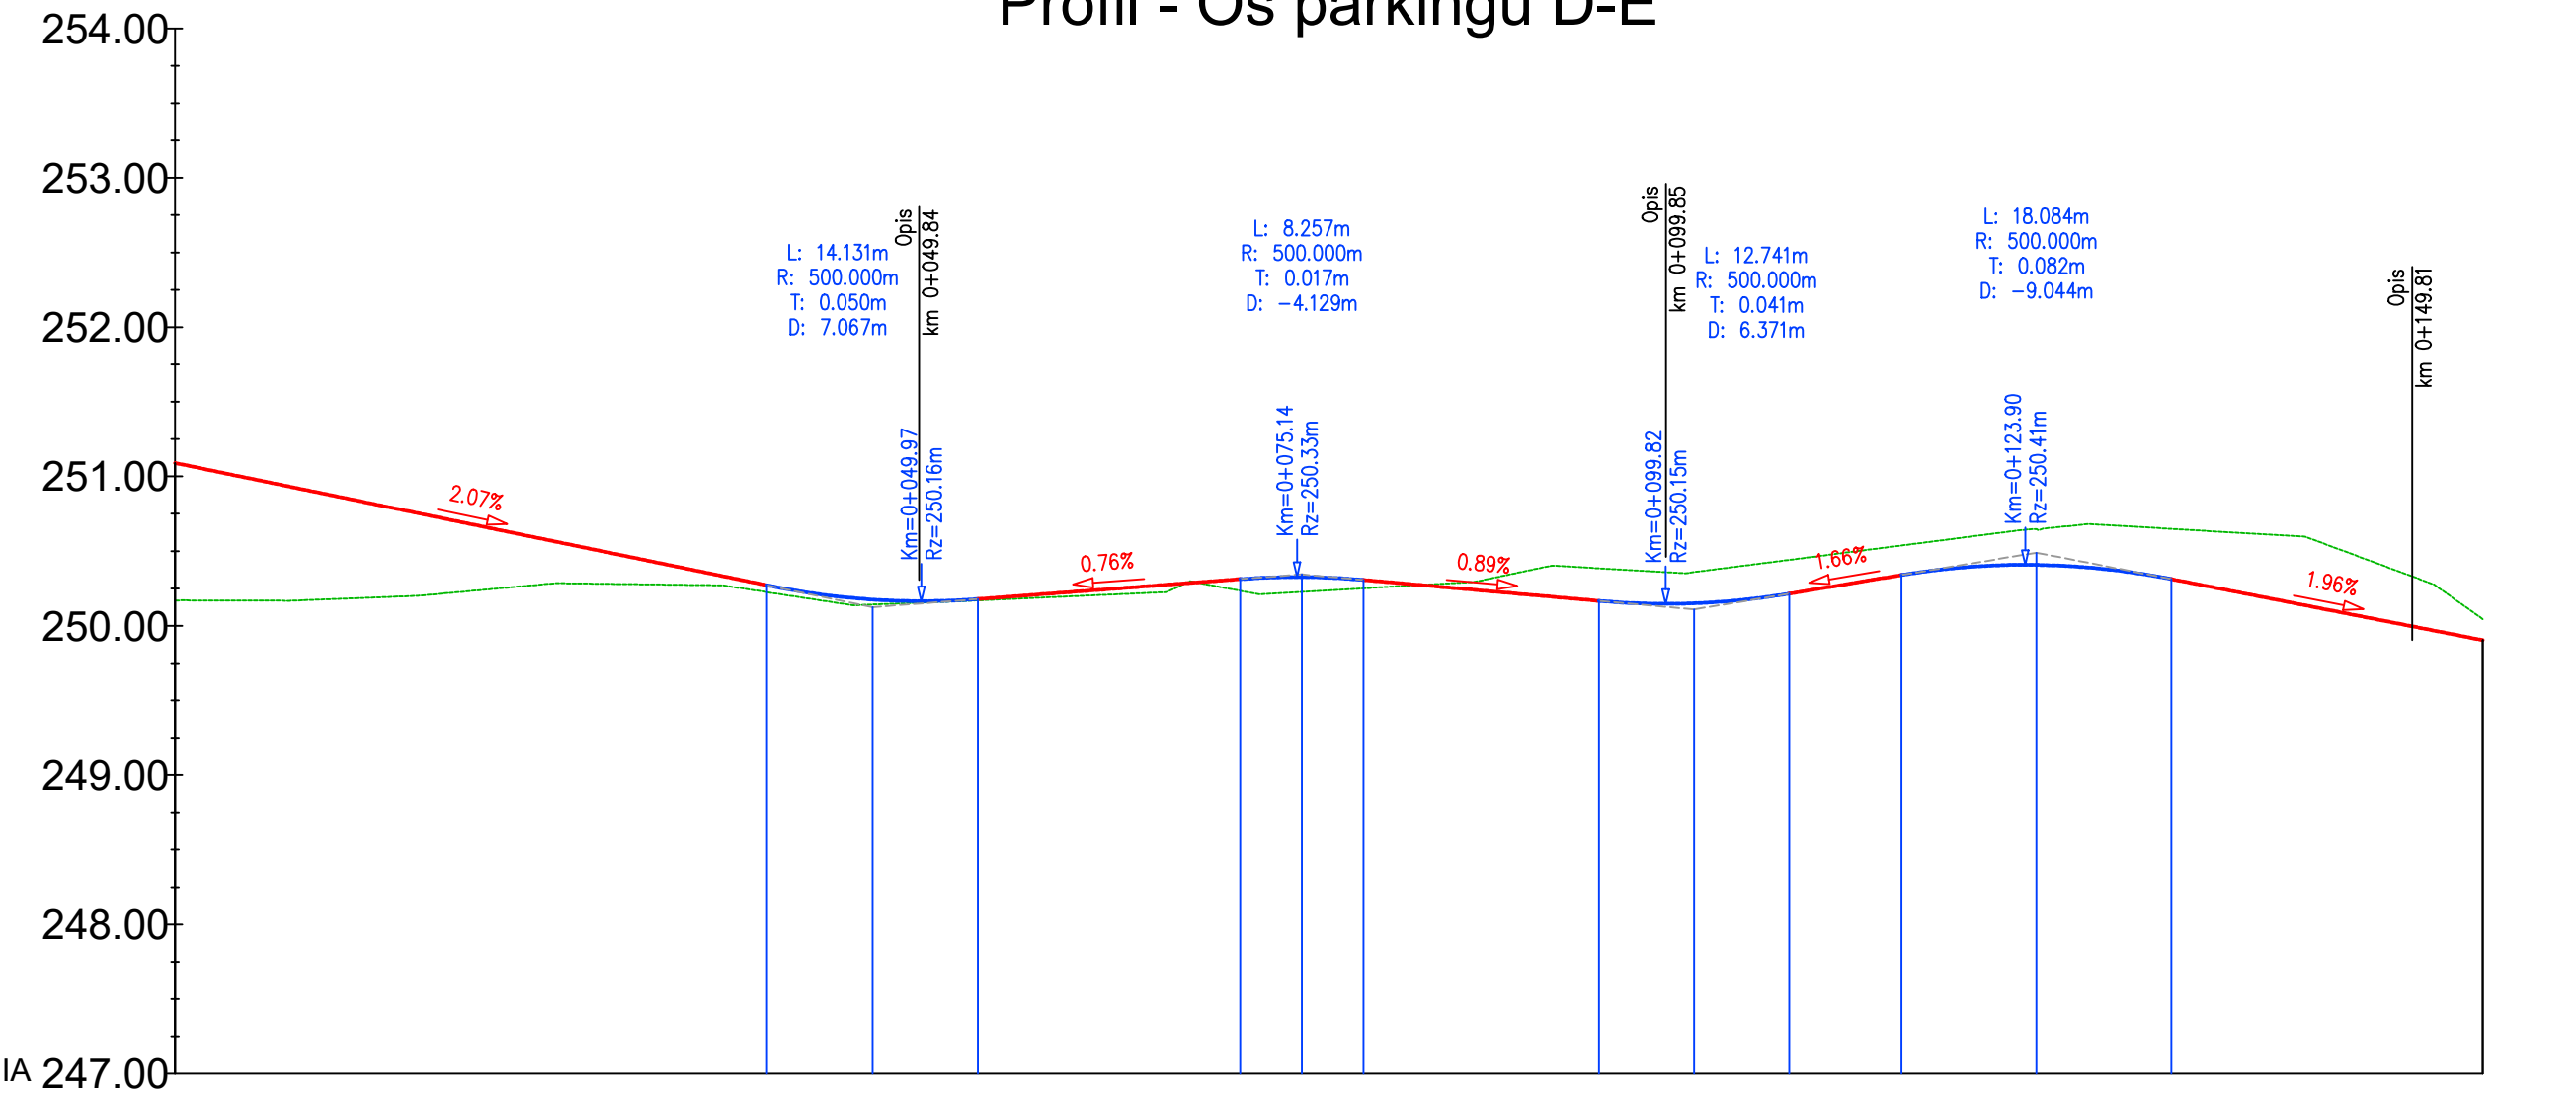 Profil - Oś parkingu D-E
254.00
253.00
252.00
251.00
250.00
249.00
248.00
IA 247.00
2.07%
L: 14.131m
R: 500.000m
T: 0.050m
D: 7.067m
Opis
km 0+049.84
Km=0+049.97
Rz=250.16m
0.76%
L: 8.257m
R: 500.000m
T: 0.017m
D: -4.129m
Km=0+075.14
Rz=250.33m
0.89%
Opis
km 0+099.85
L: 12.741m
R: 500.000m
T: 0.041m
D: 6.371m
Km=0+099.82
Rz=250.15m
1.66%
L: 18.084m
R: 500.000m
T: 0.082m
D: -9.044m
Km=0+123.90
Rz=250.41m
1.96%
Opis
km 0+149.81